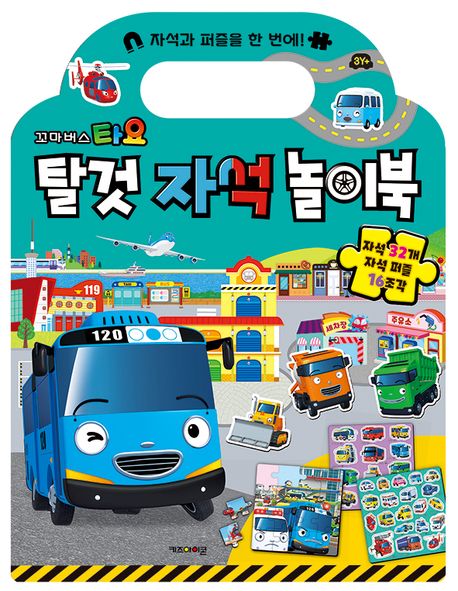 자석과 퍼즐을 한 번에!
3Y+
꼬마버스 타요
탈것 자석 놀이북
자석 32개
자석 퍼즐
16조각
119
120
세차장
주유소
키즈아이콘